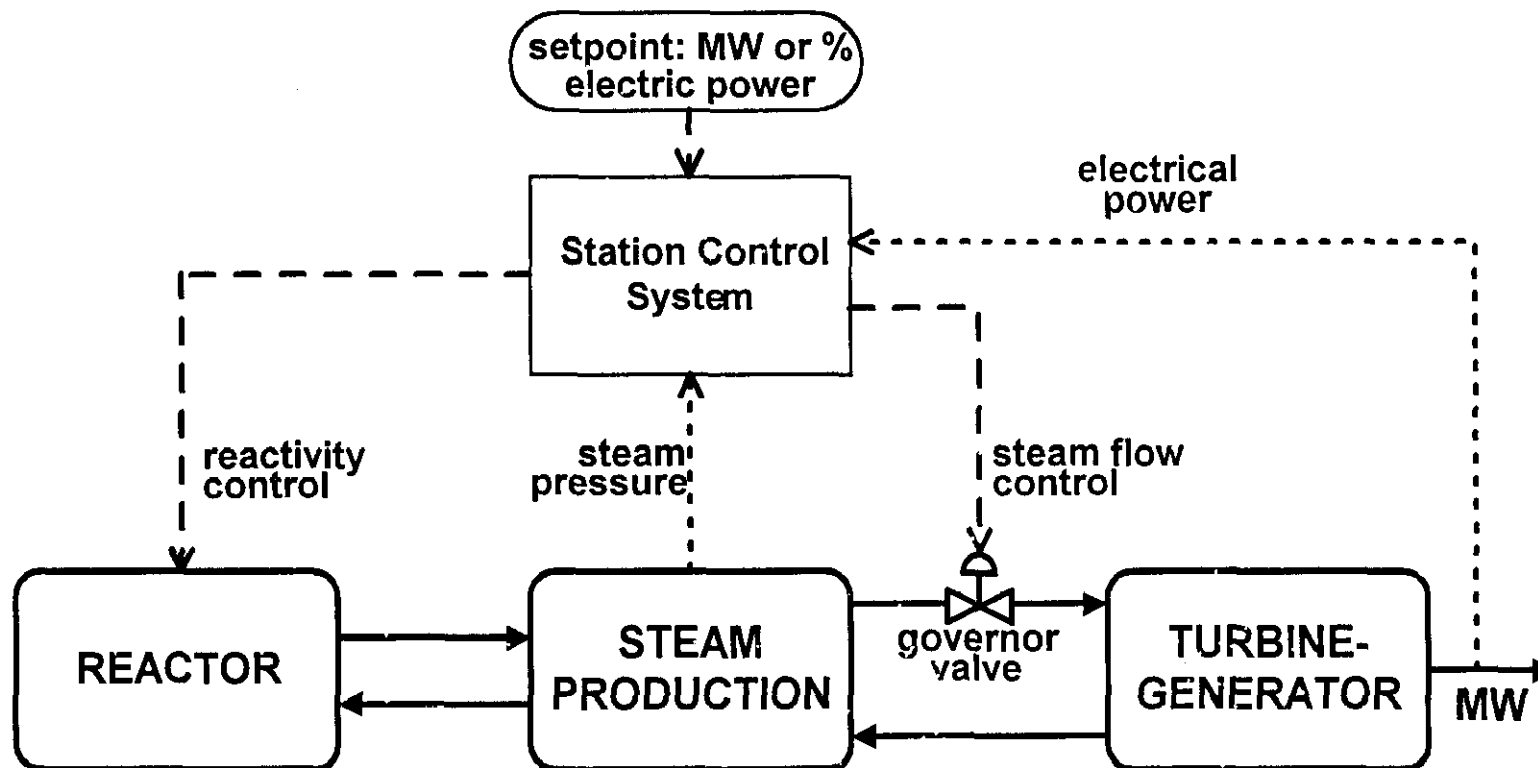 setpoint: MW or %
electric power
electrical
power
Station Control
System
reactivity
control
steam
pressure
steam flow
control
REACTOR
STEAM
PRODUCTION
governor
valve
TURBINE-
GENERATOR
MW